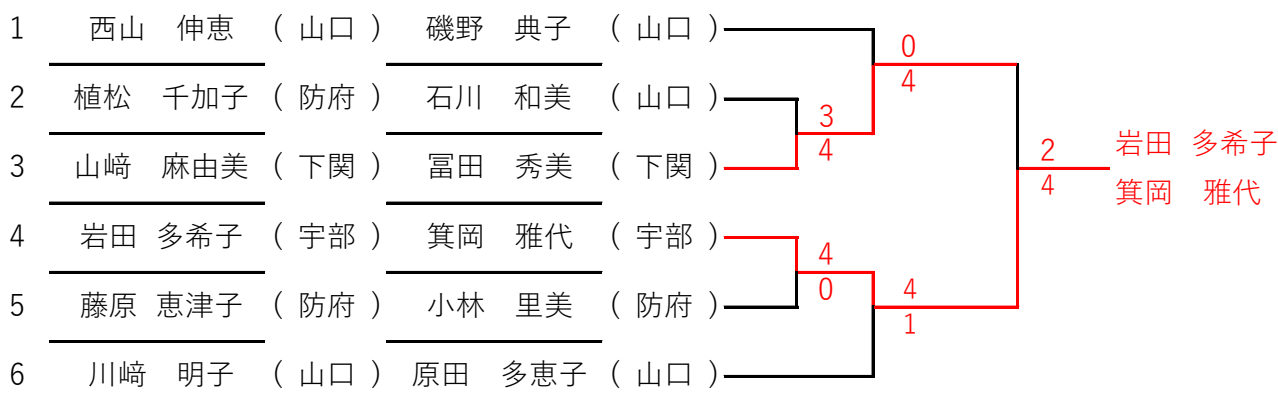 1 西山 伸恵 ( 山口 ) 磯野 典子 ( 山口 )
0
2 植松 千加子 ( 防府 ) 石川 和美 ( 山口 )
4
3
4
3 山﨑 麻由美 ( 下関 ) 冨田 秀美 ( 下関 )
2 岩田 多希子
4 箕岡 雅代
4 岩田 多希子 ( 宇部 ) 箕岡 雅代 ( 宇部 )
4
0
5 藤原 恵津子 ( 防府 ) 小林 里美 ( 防府 )
4
1
6 川﨑 明子 ( 山口 ) 原田 多恵子 ( 山口 )